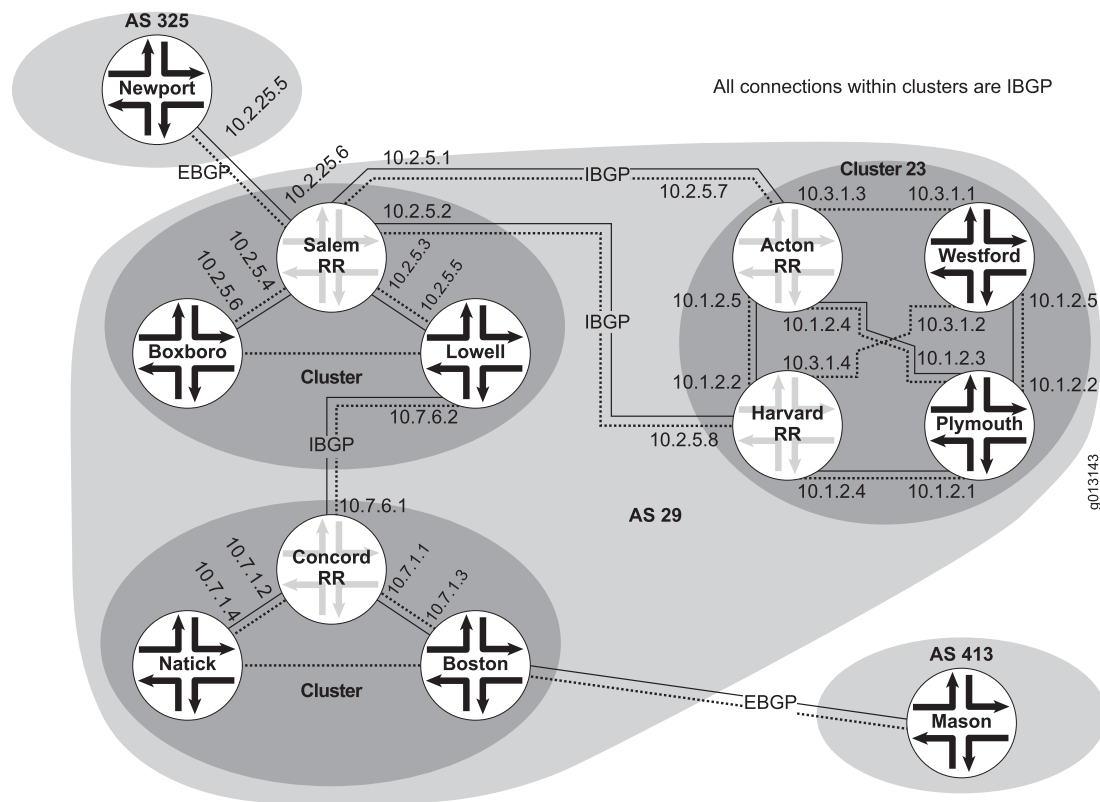 AS 325
Newport
10.2.25.5
All connections within clusters are IBGP
EBGP
10.2.25.6
10.2.5.1
IBGP
10.2.5.7
Cluster 23
10.3.1.3
10.3.1.1
10.2.5.2
Salem
RR
Acton
RR
Westford
10.2.5.4
10.2.5.6
10.2.5.3
10.2.5.5
10.1.2.5
10.1.2.4
10.3.1.2
10.1.2.5
IBGP
Boxboro
Lowell
Cluster
10.3.1.4
10.1.2.3
10.1.2.2
10.1.2.2
10.7.6.2
Harvard
RR
Plymouth
10.2.5.8
IBGP
10.1.2.4
10.1.2.1
g013143
10.7.6.1
AS 29
Concord
RR
10.7.1.2
10.7.1.4
10.7.1.1
10.7.1.3
Natick
Boston
Cluster
AS 413
EBGP
Mason